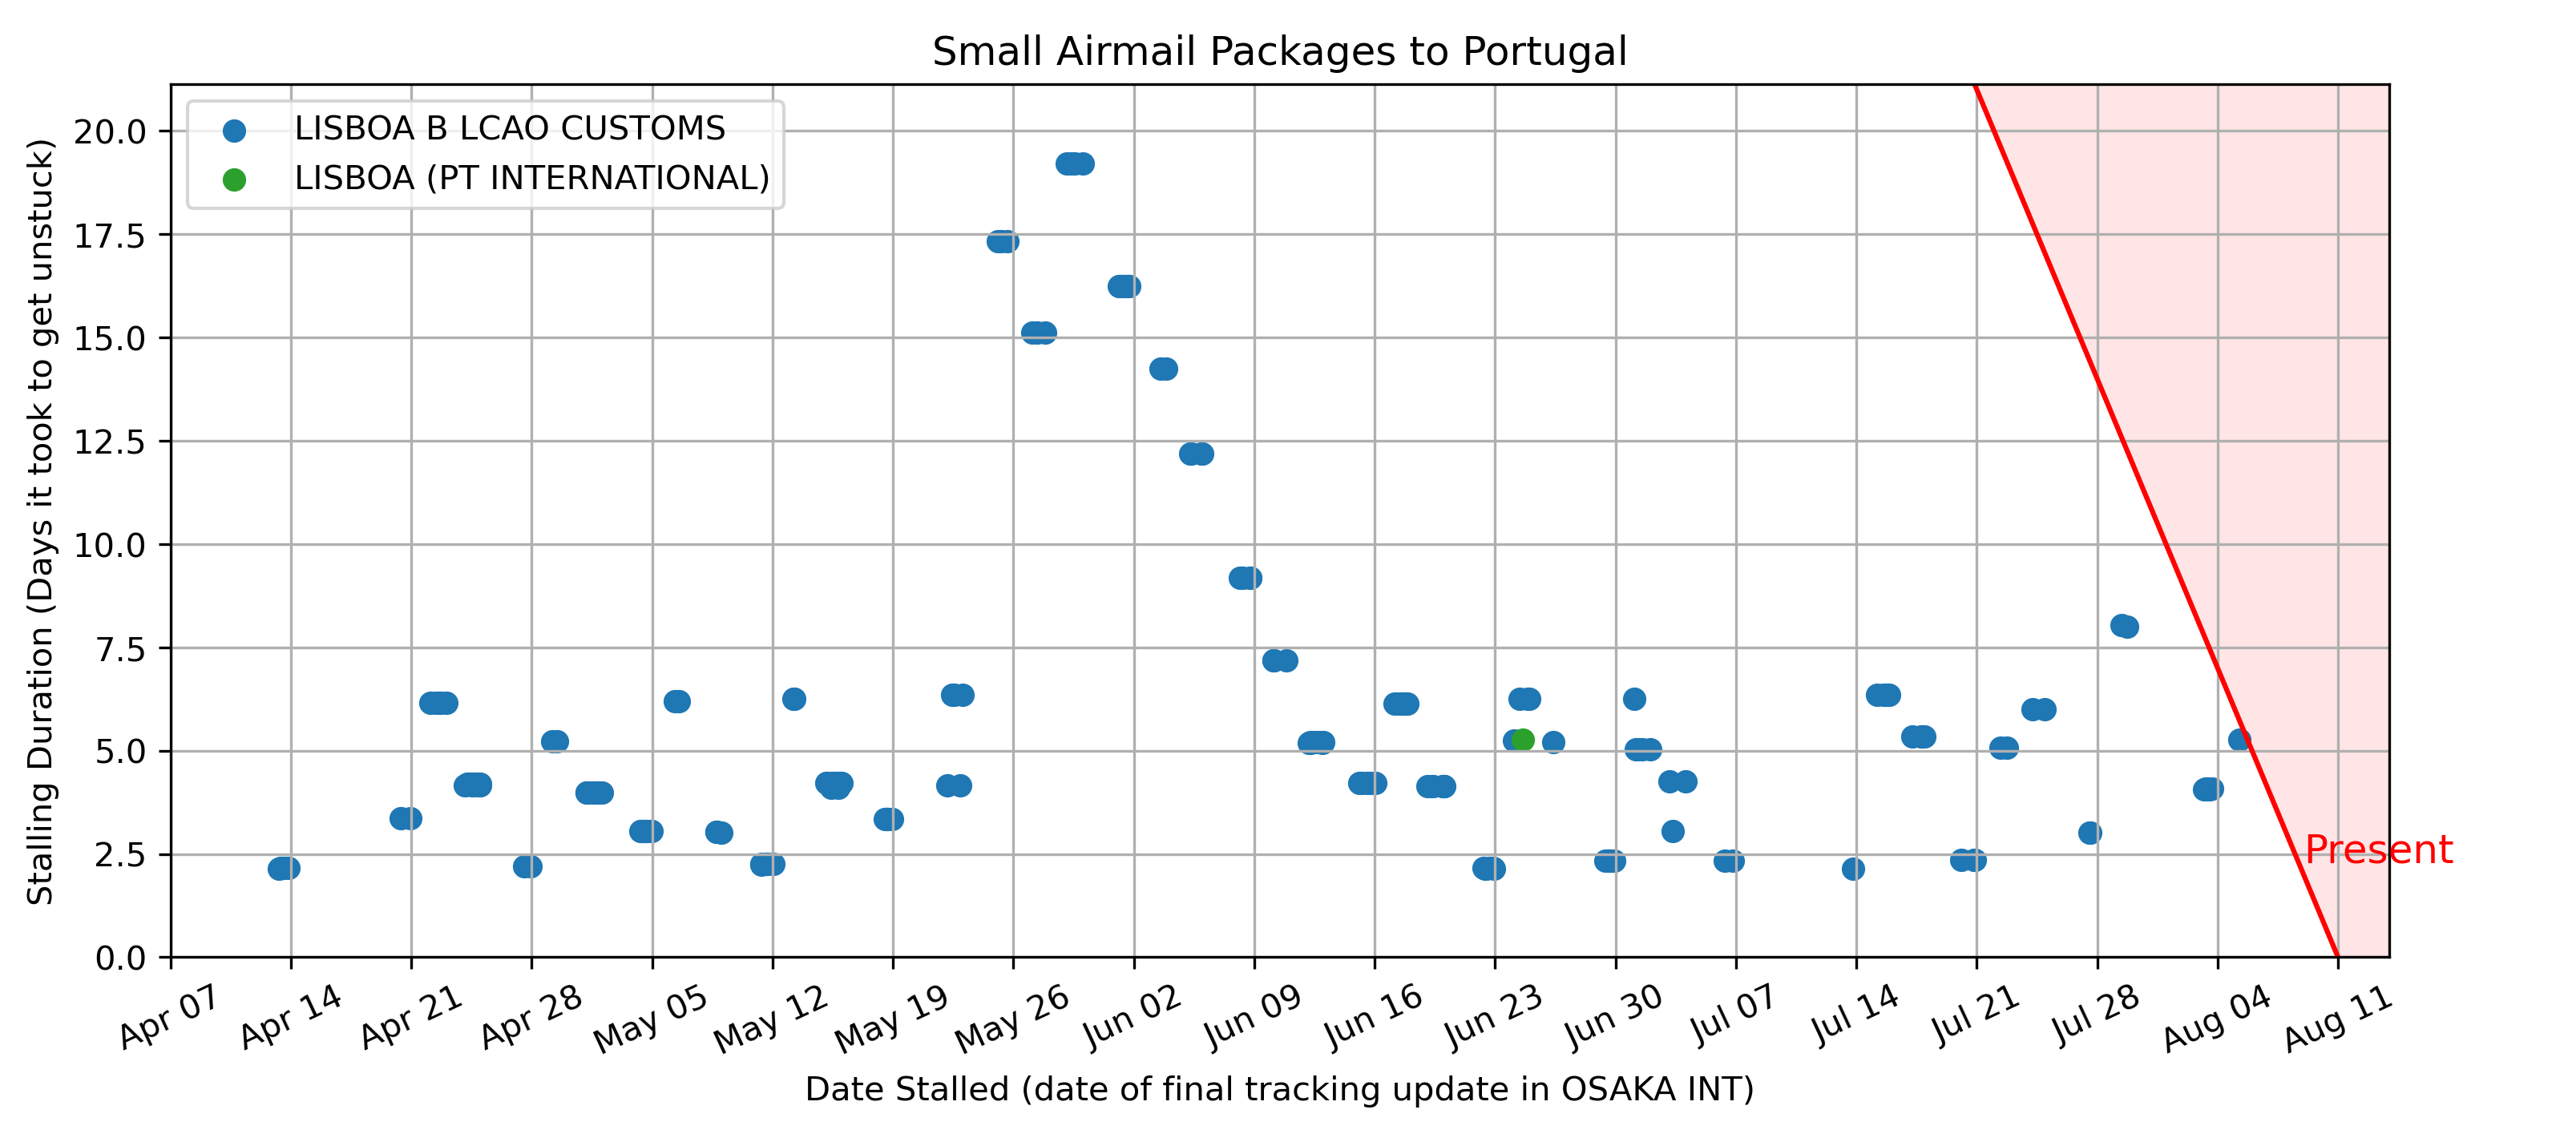 Small Airmail Packages to Portugal
LISBOA B LCAO CUSTOMS
LISBOA (PT INTERNATIONAL)
Stalling Duration (Days it took to get unstuck)
20.0
17.5
15.0
12.5
10.0
7.5
5.0
2.5
0.0
Present
Apr 07
Apr 14
Apr 21
Apr 28
May 05
May 12
May 19
May 26
Jun 02
Jun 09
Jun 16
Jun 23
Jun 30
Jul 07
Jul 14
Jul 21
Jul 28
Aug 04
Aug 11
Date Stalled (date of final tracking update in OSAKA INT)